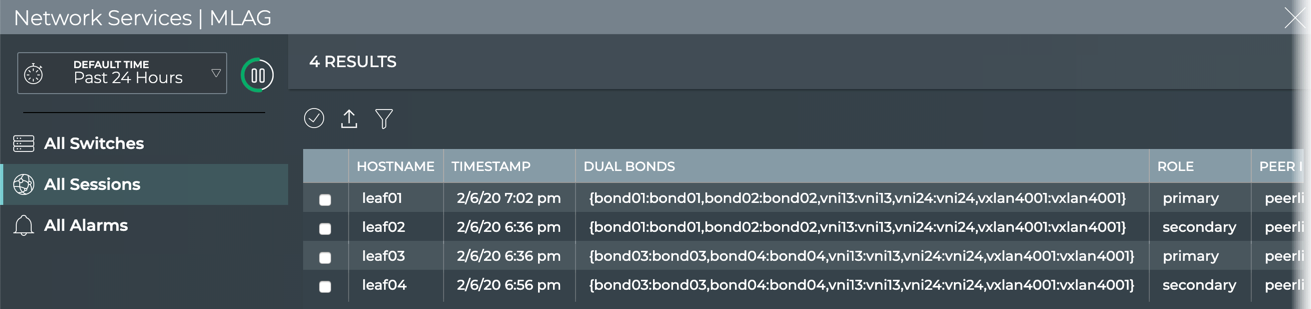 Network Services | MLAG
DEFAULT TIME
Past 24 Hours
All Switches
All Sessions
All Alarms
4 RESULTS
HOSTNAME TIMESTAMP DUAL BONDS ROLE PEER
leaf01 2/6/20 7:02 pm {bond01:bond01,bond02:bond02,vni13:vni13,vni24:vni24,vxlan4001:vxlan4001} primary peerli
leaf02 2/6/20 6:36 pm {bond01:bond01,bond02:bond02,vni13:vni13,vni24:vni24,vxlan4001:vxlan4001} secondary peerli
leaf03 2/6/20 6:36 pm {bond03:bond03,bond04:bond04,vni13:vni13,vni24:vni24,vxlan4001:vxlan4001} primary peerli
leaf04 2/6/20 6:56 pm {bond03:bond03,bond04:bond04,vni13:vni13,vni24:vni24,vxlan4001:vxlan4001} secondary peerli